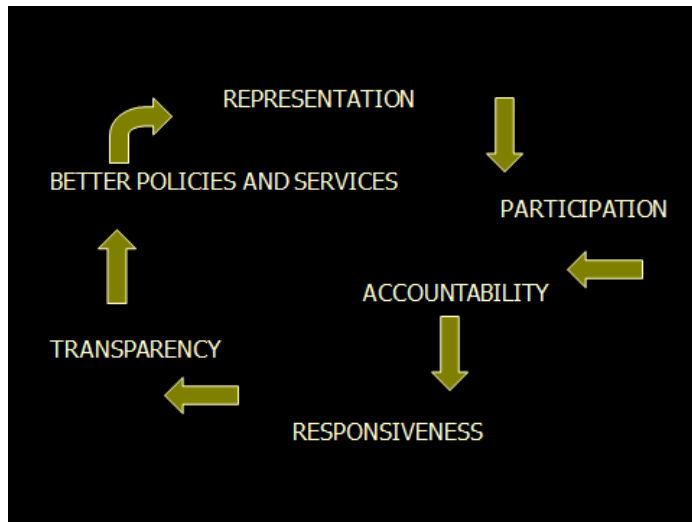 REPRESENTATION
BETTER POLICIES AND SERVICES
PARTICIPATION
ACCOUNTABILITY
TRANSPARENCY
RESPONSIVENESS